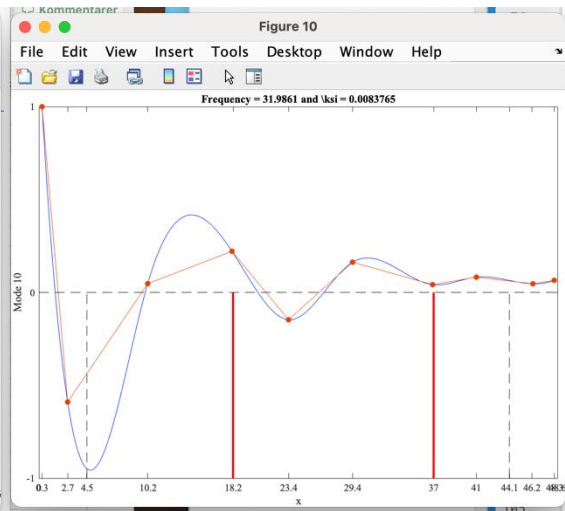 Kommentarer
Figure 10
File Edit View Insert Tools Desktop Window Help
Frequency = 31.9861 and \ksi = 0.0083765
1
0
-1
Mode 10
0.3 2.7 4.5 10.2 18.2 23.4 29.4 37 41 44.1 46.2
x